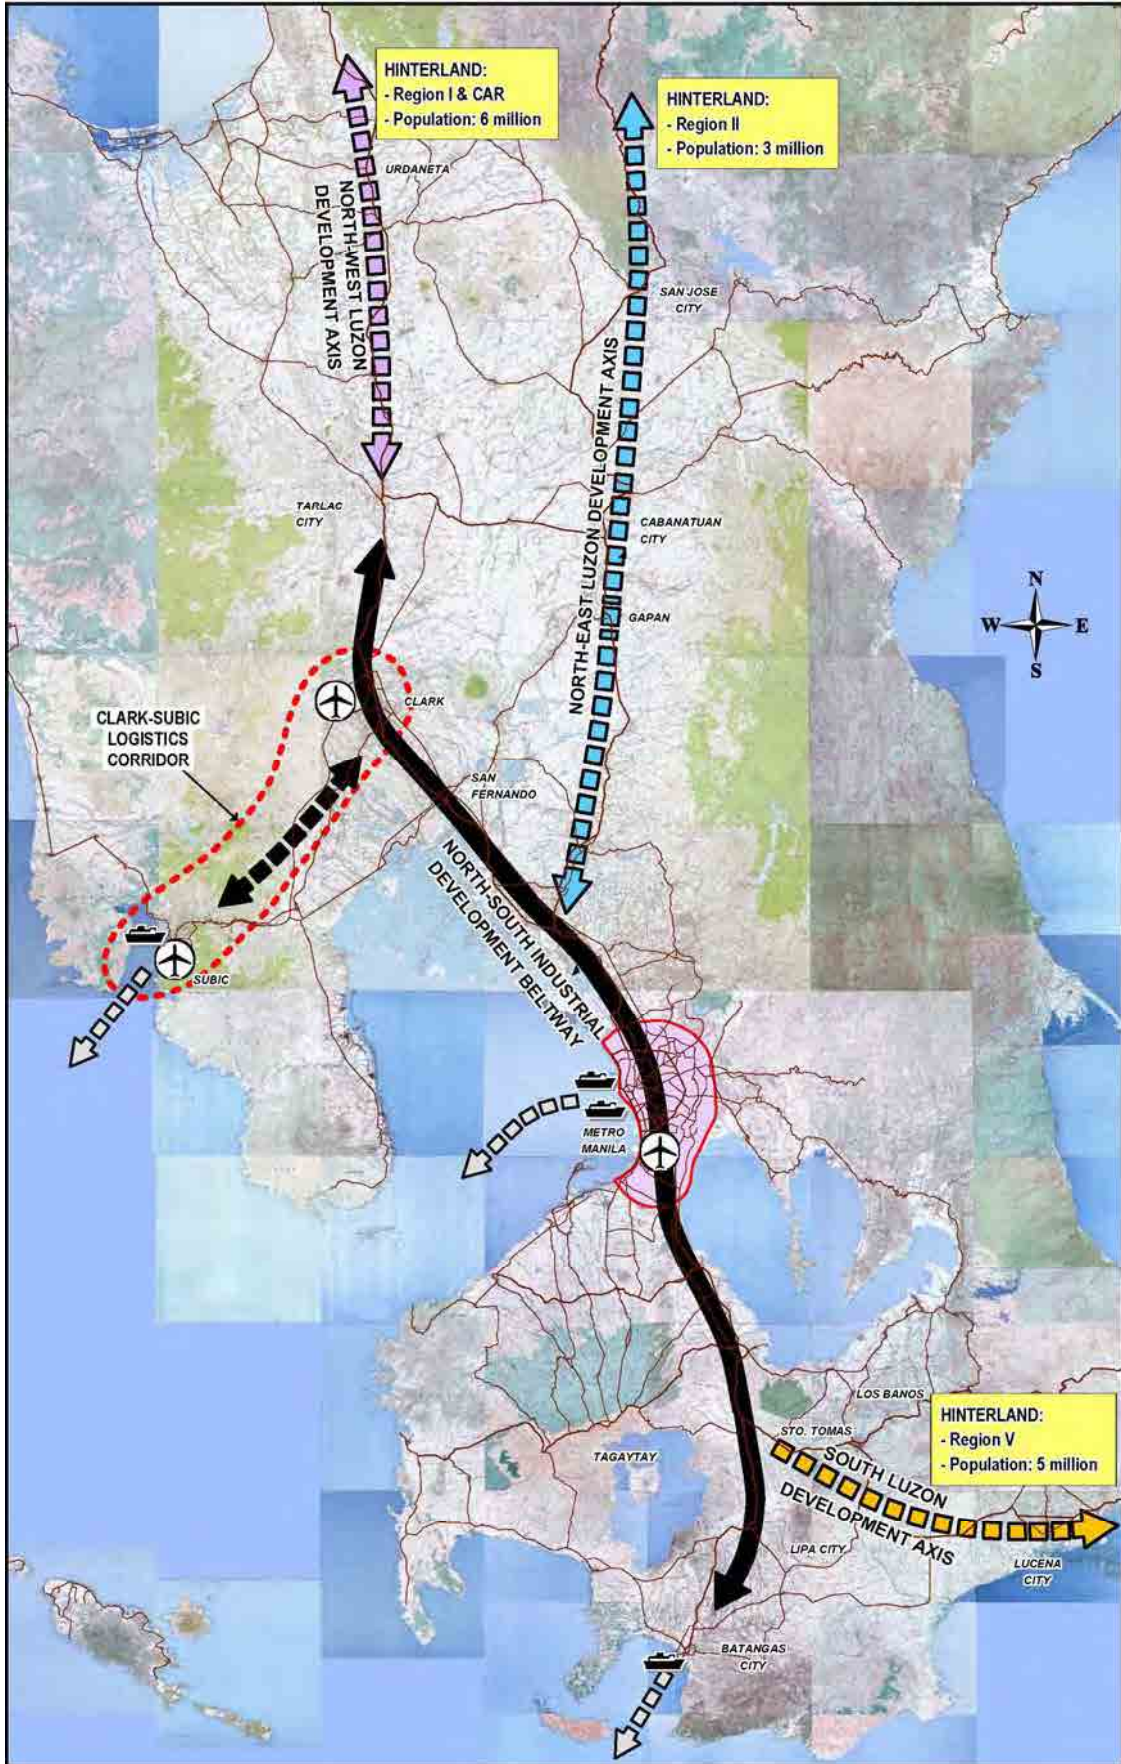 HINTERLAND:
- Region I & CAR
- Population: 6 million
HINTERLAND:
- Region II
- Population: 3 million
URDANETA
NORTH-WEST LUZON
DEVELOPMENT AXIS
SAN JOSE
CITY
NORTH-EAST LUZON DEVELOPMENT AXIS
TARLAC
CITY
CABANATUAN
CITY
GAPAN
N
W
E
S
CLARK
CLARK-SUBIC
LOGISTICS
CORRIDOR
SAN
FERNANDO
NORTH-SOUTH INDUSTRIAL
DEVELOPMENT BELTWAY
SUBIC
METRO
MANILA
LOS BANOS
HINTERLAND:
- Region V
- Population: 5 million
STO. TOMAS
TAGAYTAY
SOUTH LUZON
DEVELOPMENT AXIS
LIPA CITY
LUCENA
CITY
BATANGAS
CITY